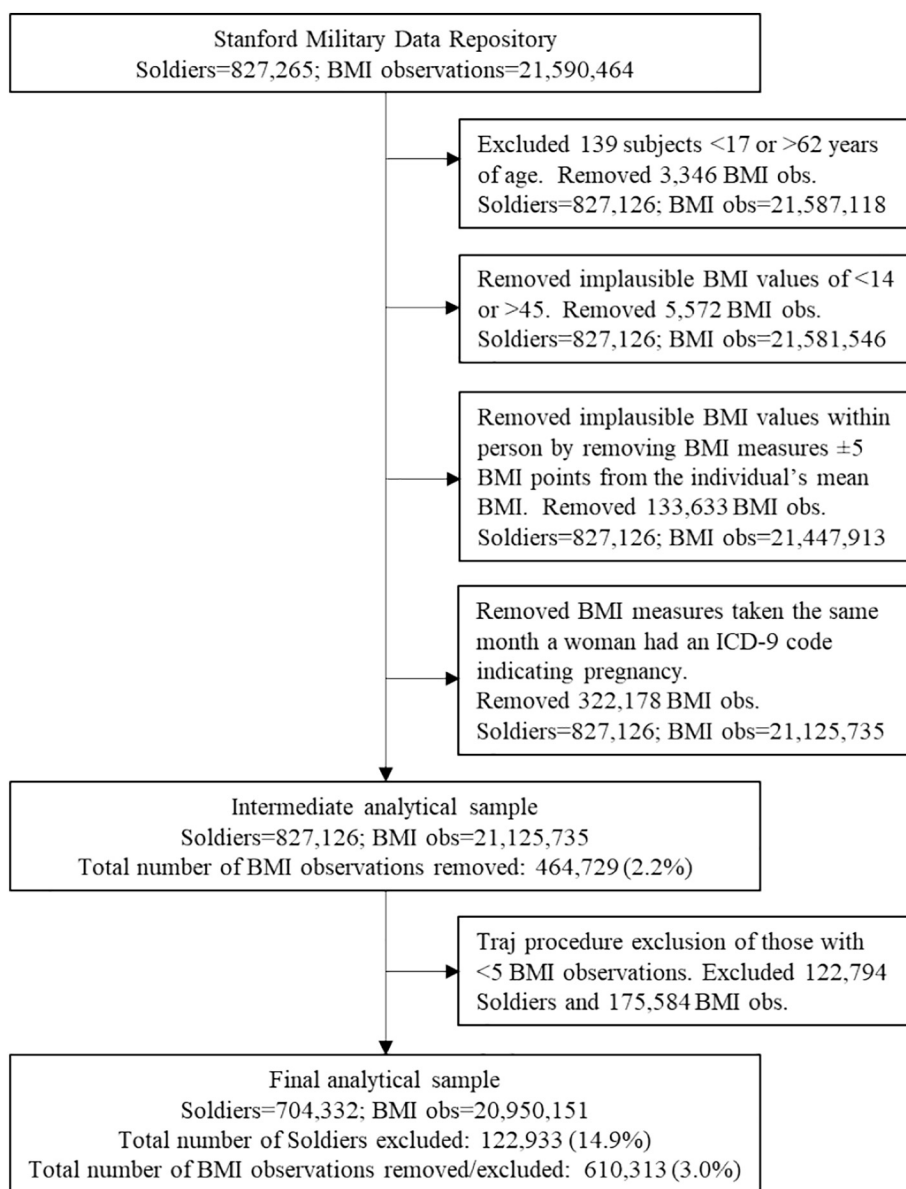 Stanford Military Data Repository
Soldiers=827,265; BMI observations=21,590,464
Excluded 139 subjects <17 or >62 years
of age.  Removed 3,346 BMI obs.
Soldiers=827,126; BMI obs=21,587,118
Removed implausible BMI values of <14
or >45.  Removed 5,572 BMI obs.
Soldiers=827,126; BMI obs=21,581,546
Removed implausible BMI values within
person by removing BMI measures ±5
BMI points from the individual's mean
BMI.  Removed 133,633 BMI obs.
Soldiers=827,126; BMI obs=21,447,913
Removed BMI measures taken the same
month a woman had an ICD-9 code
indicating pregnancy.
Removed 322,178 BMI obs.
Soldiers=827,126; BMI obs=21,125,735
Intermediate analytical sample
Soldiers=827,126; BMI obs=21,125,735
Total number of BMI observations removed: 464,729 (2.2%)
Traj procedure exclusion of those with
<5 BMI observations. Excluded 122,794
Soldiers and 175,584 BMI obs.
Final analytical sample
Soldiers=704,332; BMI obs=20,950,151
Total number of Soldiers excluded: 122,933 (14.9%)
Total number of BMI observations removed/excluded: 610,313 (3.0%)